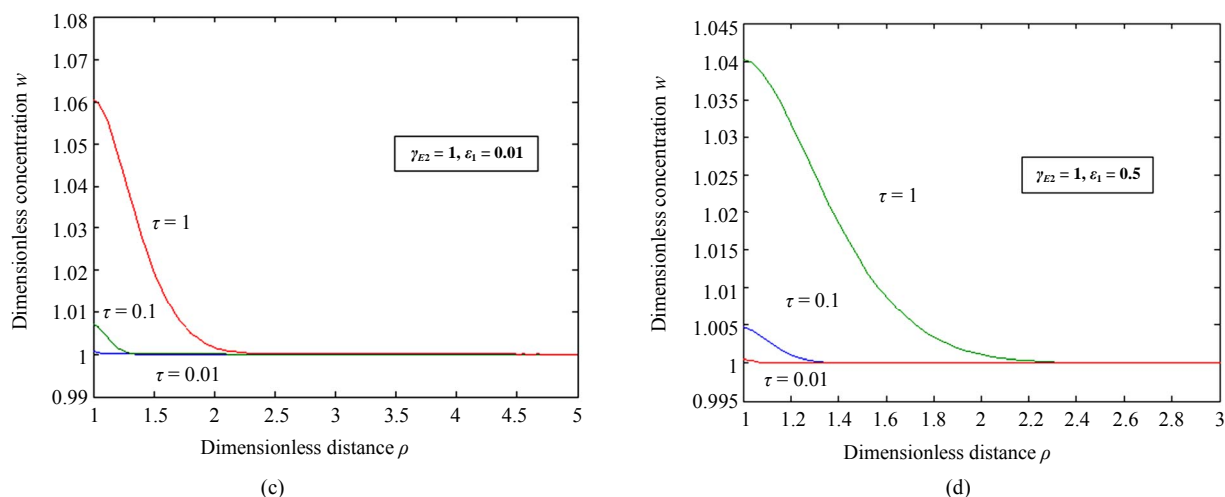 1.08
1.07
1.06
1.05
1.04
1.03
1.02
1.01
1
0.99
Dimensionless concentration w
γE2 = 1, ε1 = 0.01
τ = 1
τ = 0.1
τ = 0.01
1 1.5 2 2.5 3 3.5 4 4.5 5
Dimensionless distance ρ
(c)
1.045
1.04
1.035
1.03
1.025
1.02
1.015
1.01
1.005
1
0.995
Dimensionless concentration w
γE2 = 1, ε1 = 0.5
τ = 1
τ = 0.1
τ = 0.01
1 1.2 1.4 1.6 1.8 2 2.2 2.4 2.6 2.8 3
Dimensionless distance ρ
(d)